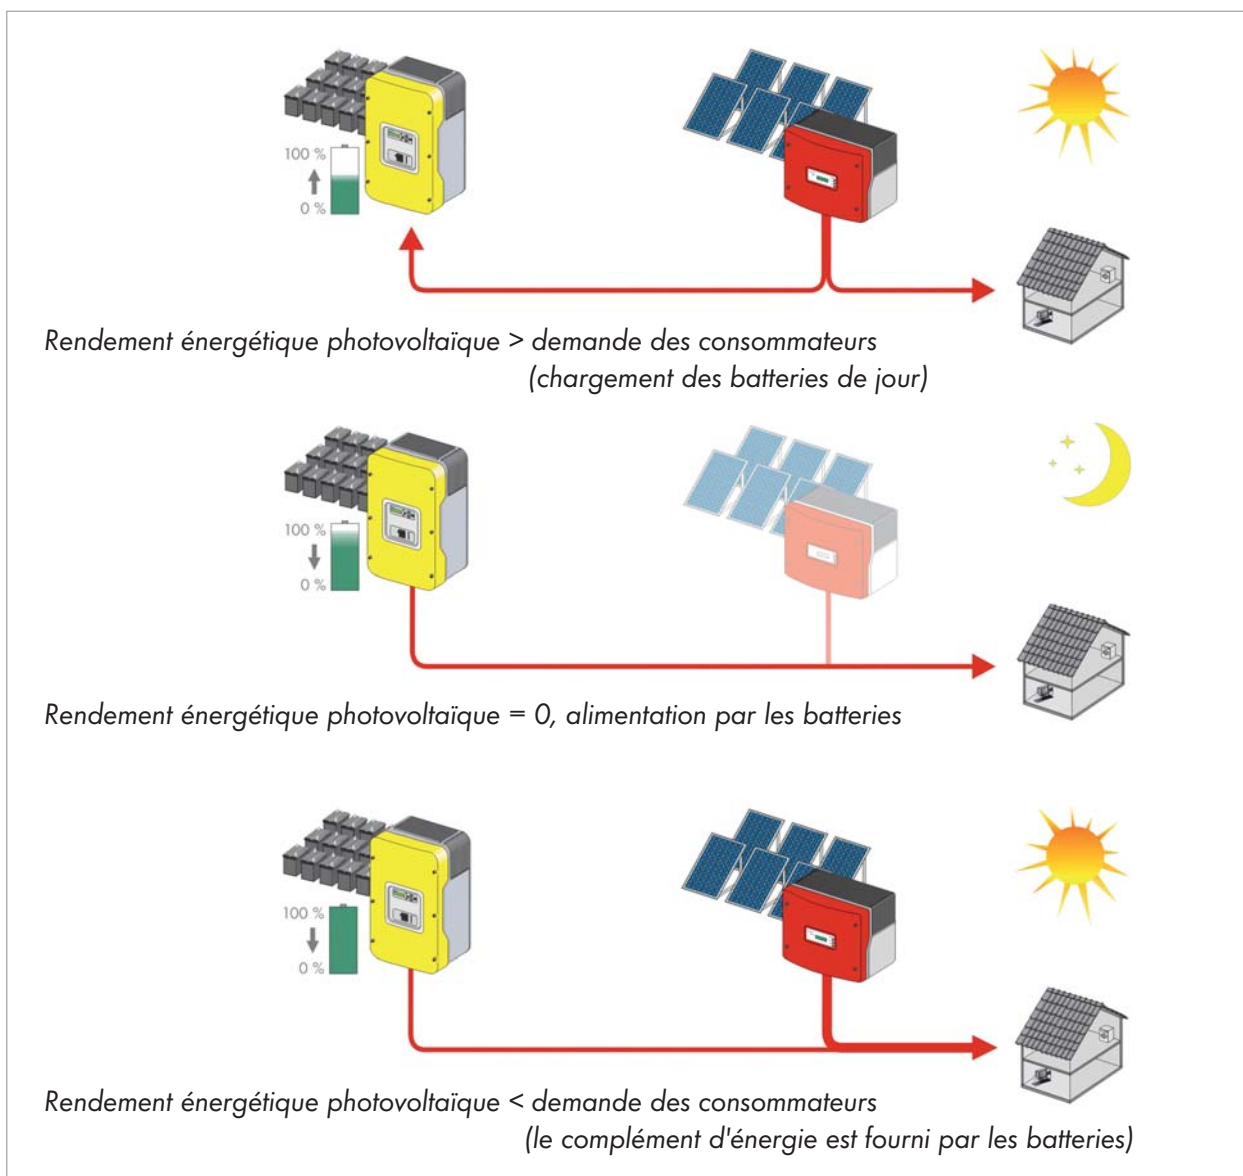 100 %
0 %
Rendement énergétique photovoltaïque > demande des consommateurs
(chargement des batteries de jour)
100 %
0 %
Rendement énergétique photovoltaïque = 0, alimentation par les batteries
100 %
0 %
Rendement énergétique photovoltaïque < demande des consommateurs
(le complément d'énergie est fourni par les batteries)